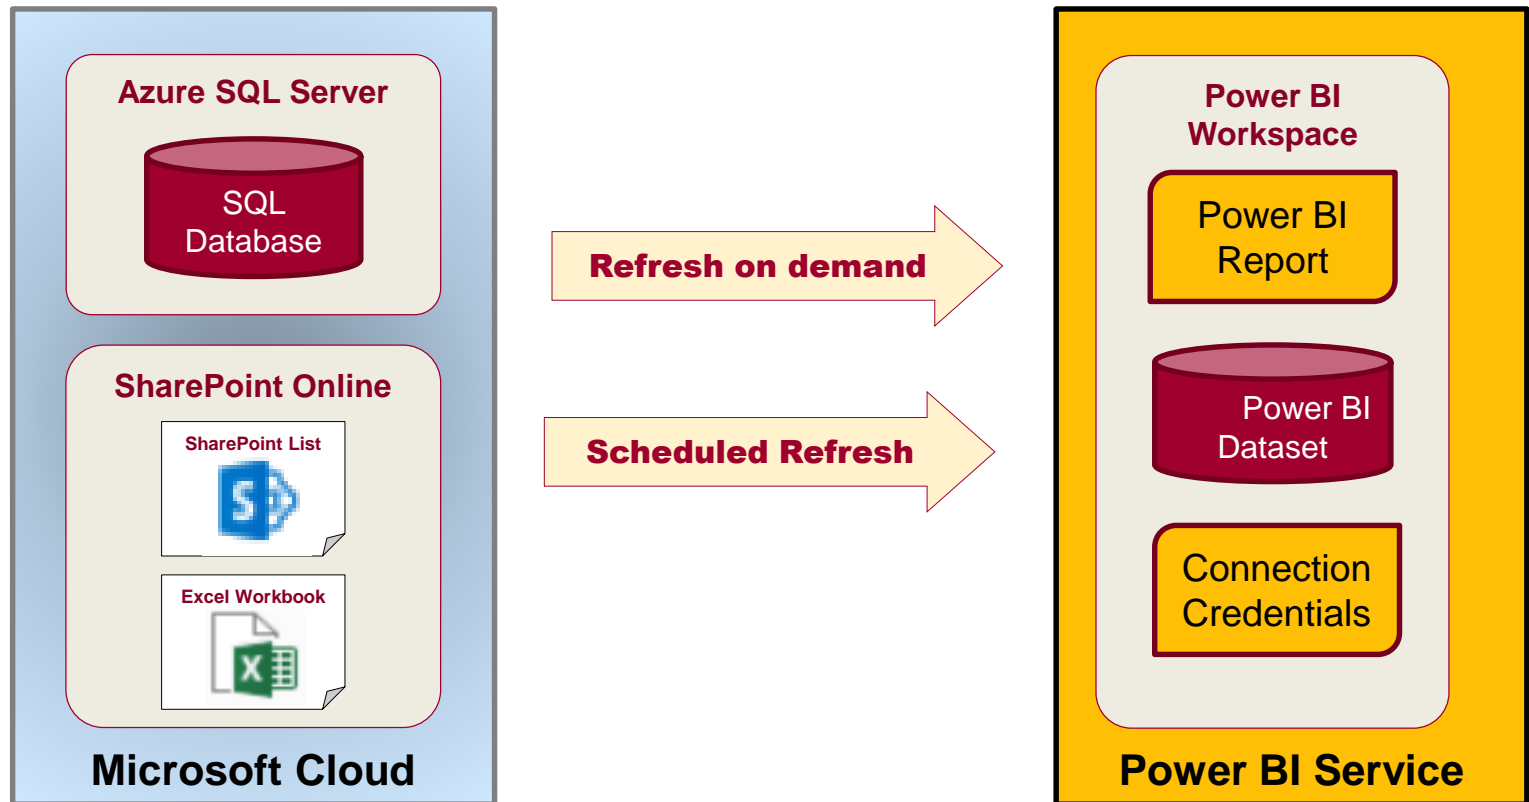 Azure SQL Server
SQL
Database
SharePoint Online
SharePoint List
S
Excel Workbook
X
Microsoft Cloud
Refresh on demand
Scheduled Refresh
Power BI
Workspace
Power BI
Report
Power BI
Dataset
Connection
Credentials
Power BI Service